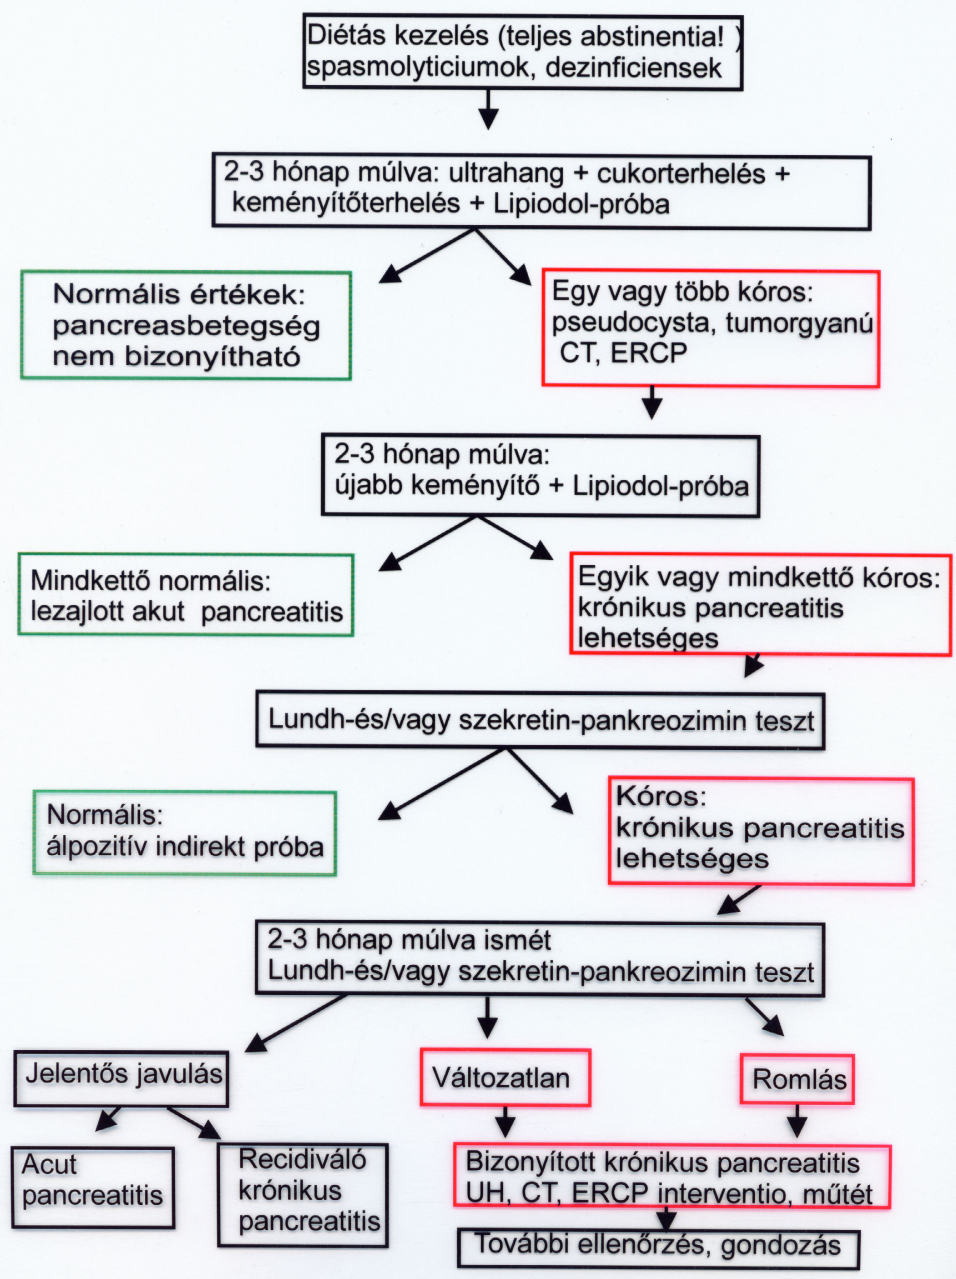 Diétás kezelés (teljes abstinentia! )
spasmolyticiumok, dezinficiensek
2-3 hónap múlva: ultrahang + cukorterhelés +
keményítőterhelés + Lipiodol-próba
Normális értékek:
pancreasbetegség
nem bizonyítható
Egy vagy több kóros:
pseudocysta, tumorgyanú
CT, ERCP
2-3 hónap múlva:
újabb keményítő + Lipiodol-próba
Mindkettő normális:
lezajlott akut pancreatitis
Egyik vagy mindkettő kóros:
krónikus pancreatitis
lehetséges
Lundh-és/vagy szekretin-pankreozimin teszt
Normális:
álpozitív indirekt próba
Kóros:
krónikus pancreatitis
lehetséges
2-3 hónap múlva ismét
Lundh-és/vagy szekretin-pankreozimin teszt
Jelentős javulás
Változatlan
Romlás
Acut
pancreatitis
Recidiváló
krónikus
pancreatitis
Bizonyított krónikus pancreatitis
UH, CT, ERCP interventio, műtét
További ellenőrzés, gondozás